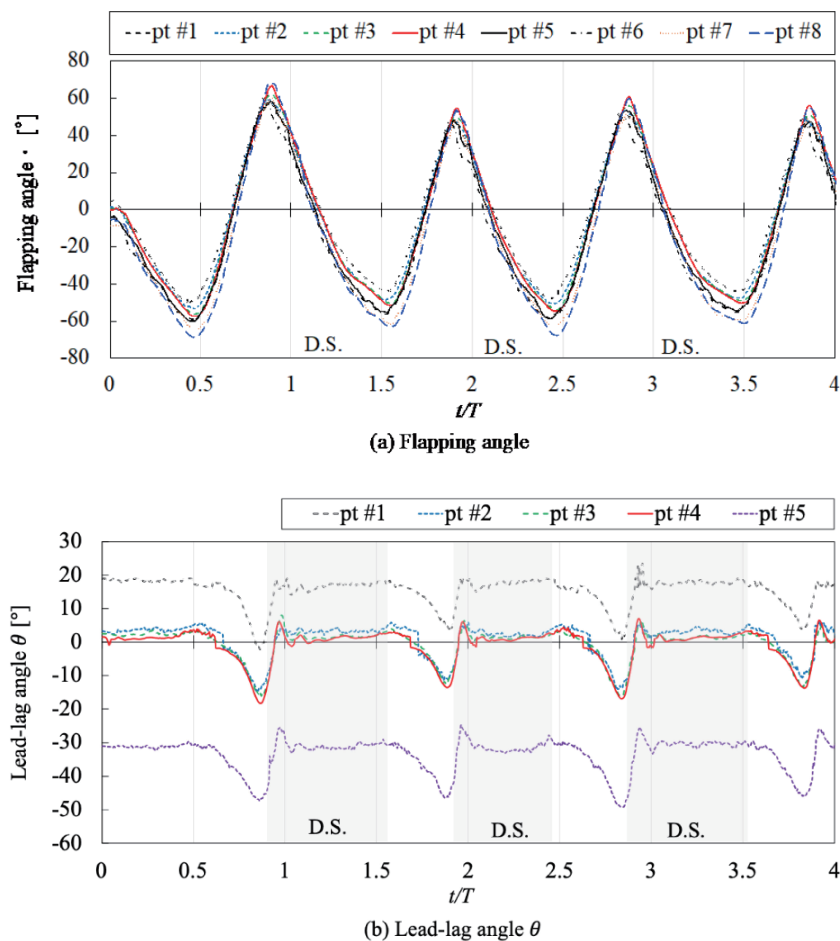 pt #1 pt #2 pt #3 pt #4 pt #5 pt #6 pt #7 pt #8
80
60
40
20
0
-20
-40
-60
-80
Flapping angle · [°]
D.S. D.S. D.S.
0 0.5 1 1.5 2 2.5 3 3.5 4
t/T
(a) Flapping angle
pt #1 pt #2 pt #3 pt #4 pt #5
30
20
10
0
-10
-20
-30
-40
-50
-60
Lead-lag angle θ [°]
D.S. D.S. D.S.
0 0.5 1 1.5 2 2.5 3 3.5 4
t/T
(b) Lead-lag angle θ